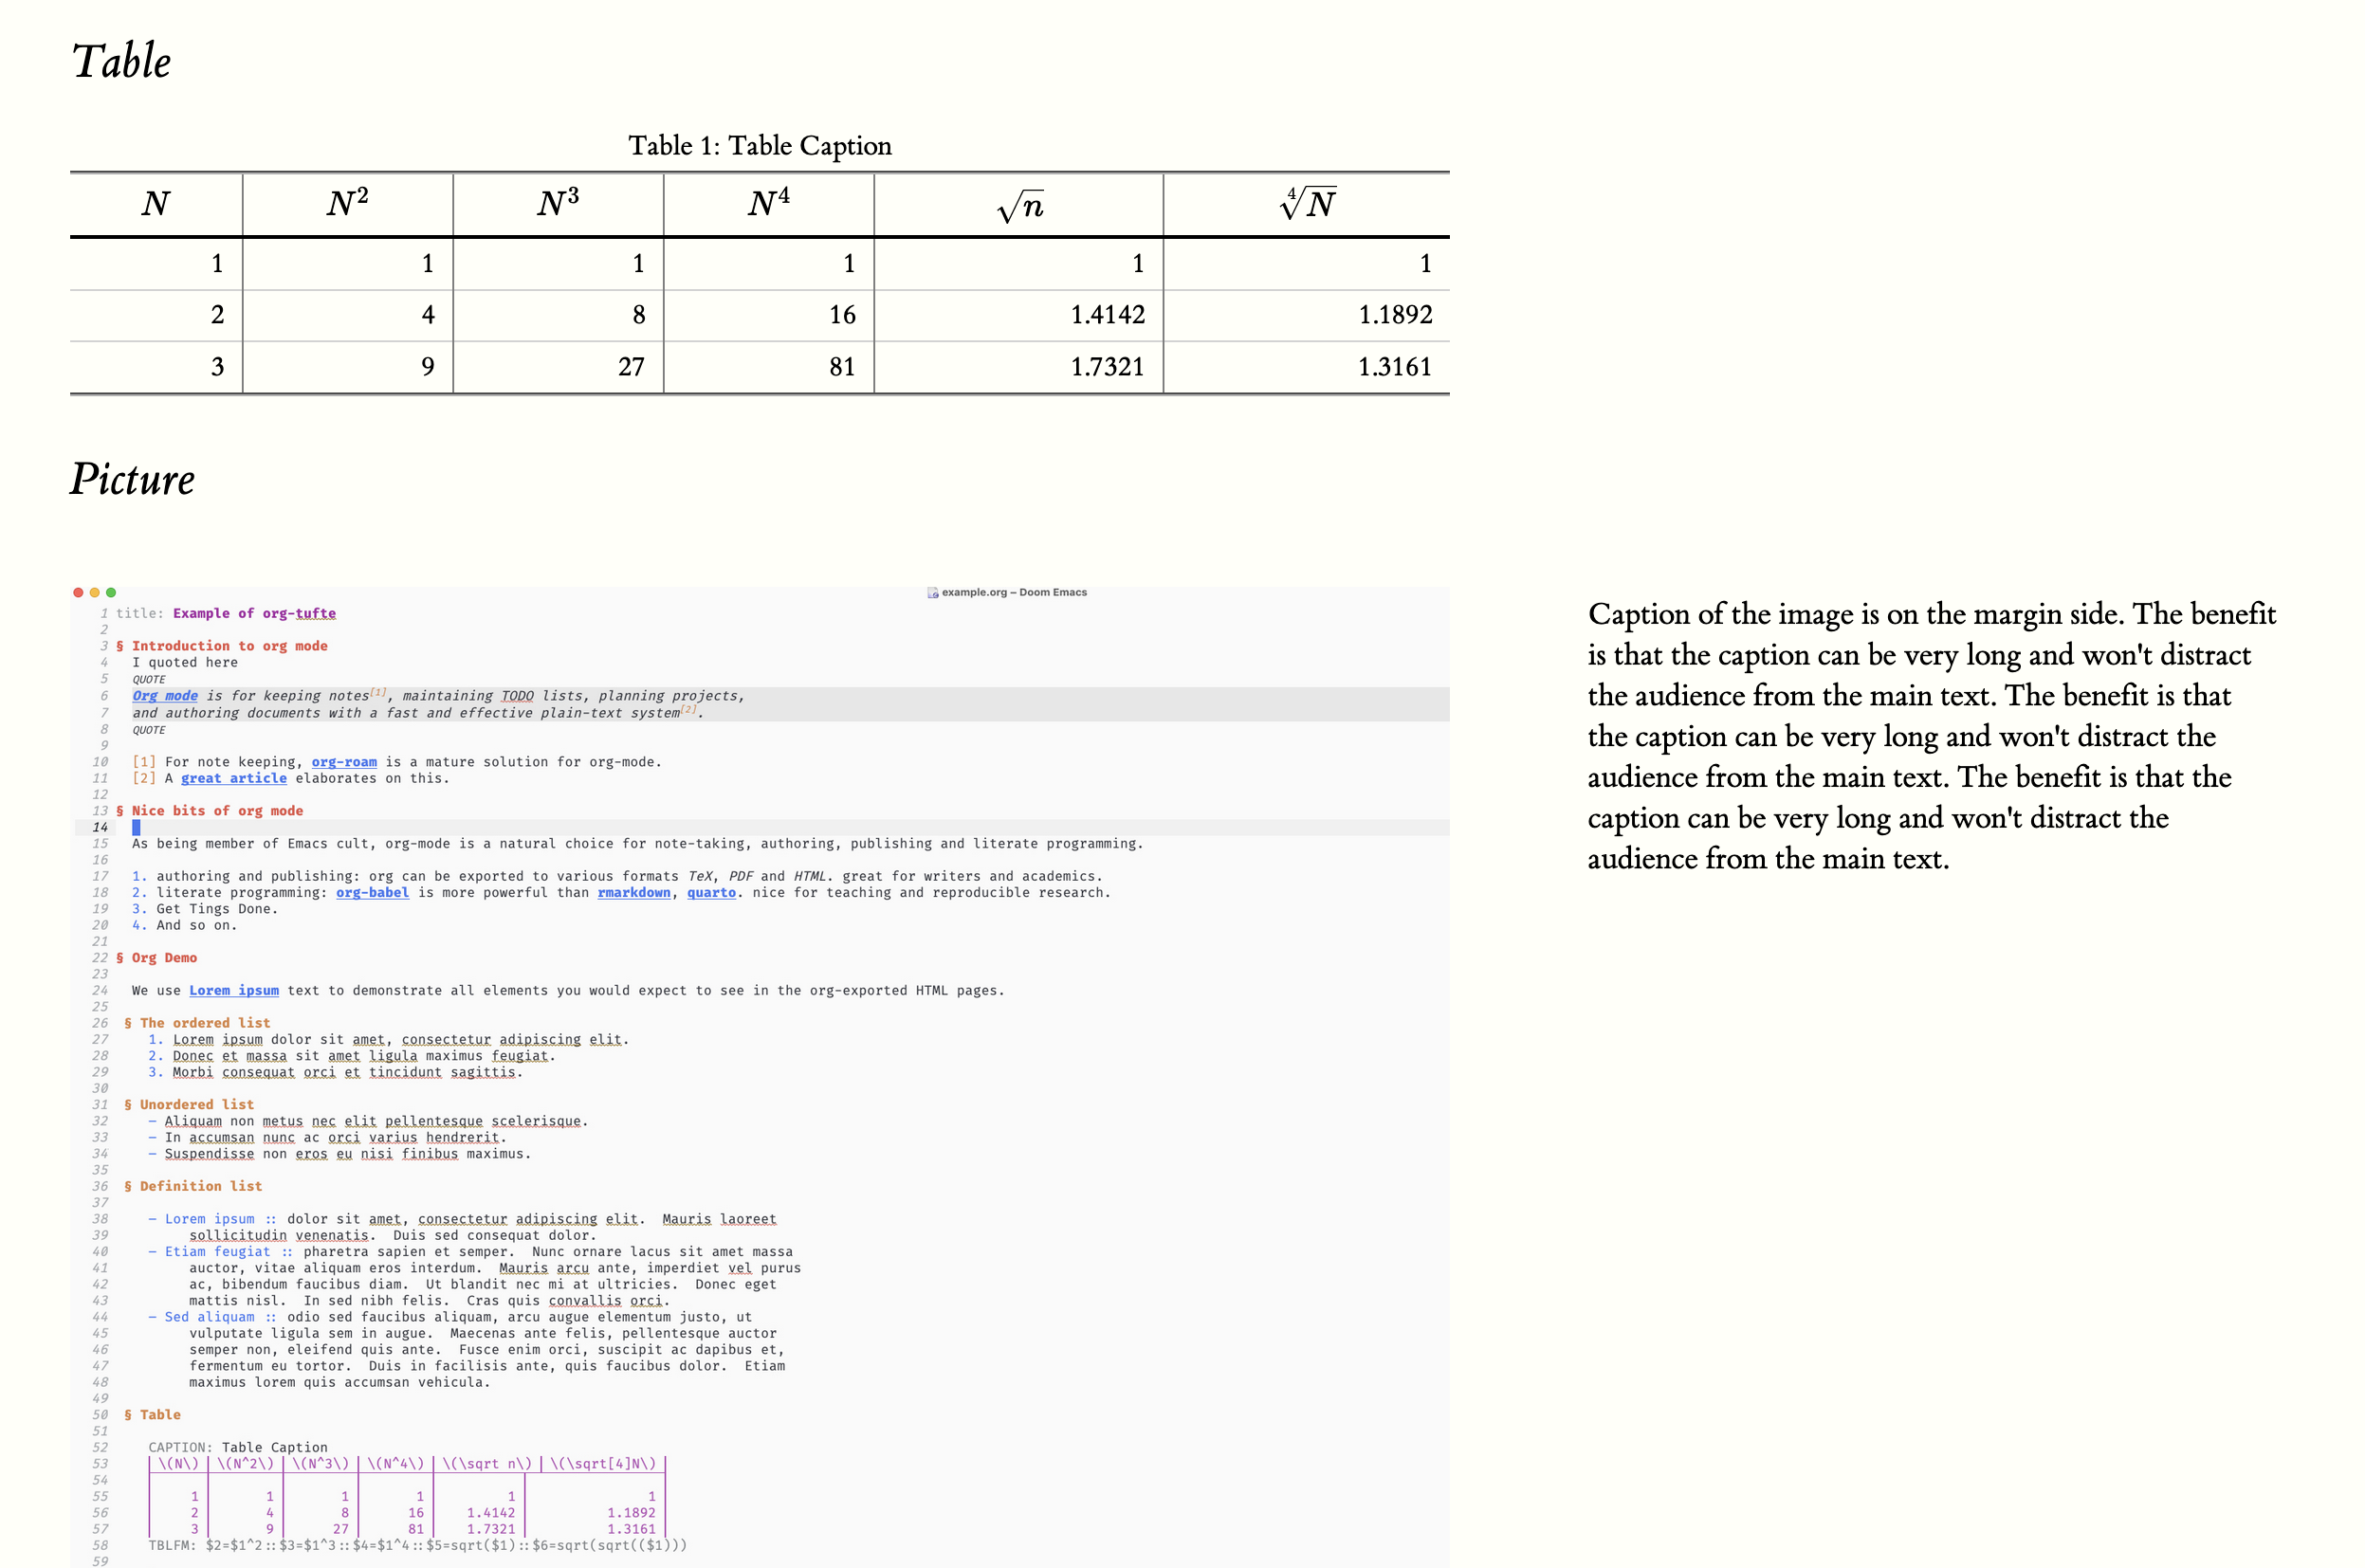 Table
Table 1: Table Caption
N N² N³ N⁴ √n ∜N
1 1 1 1 1 1
2 4 8 16 1.4142 1.1892
3 9 27 81 1.7321 1.3161
Picture
example.org – Doom Emacs
1 title: Example of org-tufte
2
3 § Introduction to org mode
4 I quoted here
5 QUOTE
6 Org mode is for keeping notes[1], maintaining TODO lists, planning projects,
7 and authoring documents with a fast and effective plain-text system[2].
8 QUOTE
9
10 [1] For note keeping, org-roam is a mature solution for org-mode.
11 [2] A great article elaborates on this.
12
13 § Nice bits of org mode
14
15 As being member of Emacs cult, org-mode is a natural choice for note-taking, authoring, publishing and literate programming.
16
17 1. authoring and publishing: org can be exported to various formats TeX, PDF and HTML. great for writers and academics.
18 2. literate programming: org-babel is more powerful than rmarkdown, quarto. nice for teaching and reproducible research.
19 3. Get Tings Done.
20 4. And so on.
21
22 § Org Demo
23
24 We use Lorem ipsum text to demonstrate all elements you would expect to see in the org-exported HTML pages.
25
26 § The ordered list
27 1. Lorem ipsum dolor sit amet, consectetur adipiscing elit.
28 2. Donec et massa sit amet ligula maximus feugiat.
29 3. Morbi consequat orci et tincidunt sagittis.
30
31 § Unordered list
32 – Aliquam non metus nec elit pellentesque scelerisque.
33 – In accumsan nunc ac orci varius hendrerit.
34 – Suspendisse non eros eu nisi finibus maximus.
35
36 § Definition list
37
38 – Lorem ipsum :: dolor sit amet, consectetur adipiscing elit. Mauris laoreet
39 sollicitudin venenatis. Duis sed consequat dolor.
40 – Etiam feugiat :: pharetra sapien et semper. Nunc ornare lacus sit amet massa
41 auctor, vitae aliquam eros interdum. Mauris arcu ante, imperdiet vel purus
42 ac, bibendum faucibus diam. Ut blandit nec mi at ultricies. Donec eget
43 mattis nisl. In sed nibh felis. Cras quis convallis orci.
44 – Sed aliquam :: odio sed faucibus aliquam, arcu augue elementum justo, ut
45 vulputate ligula sem in augue. Maecenas ante felis, pellentesque auctor
46 semper non, eleifend quis ante. Fusce enim orci, suscipit ac dapibus et,
47 fermentum eu tortor. Duis in facilisis ante, quis faucibus dolor. Etiam
48 maximus lorem quis accumsan vehicula.
49
50 § Table
51
52 CAPTION: Table Caption
53 | \(N\) | \(N^2\) | \(N^3\) | \(N^4\) | \(\sqrt n\) | \(\sqrt[4]N\) |
54
55 | 1 | 1 | 1 | 1 | 1 | 1 |
56 | 2 | 4 | 8 | 16 | 1.4142 | 1.1892 |
57 | 3 | 9 | 27 | 81 | 1.7321 | 1.3161 |
58 TBLFM: $2=$1^2::$3=$1^3::$4=$1^4::$5=sqrt($1)::$6=sqrt(sqrt(($1)))
59
Caption of the image is on the margin side. The benefit
is that the caption can be very long and won't distract
the audience from the main text. The benefit is that
the caption can be very long and won't distract the
audience from the main text. The benefit is that the
caption can be very long and won't distract the
audience from the main text.